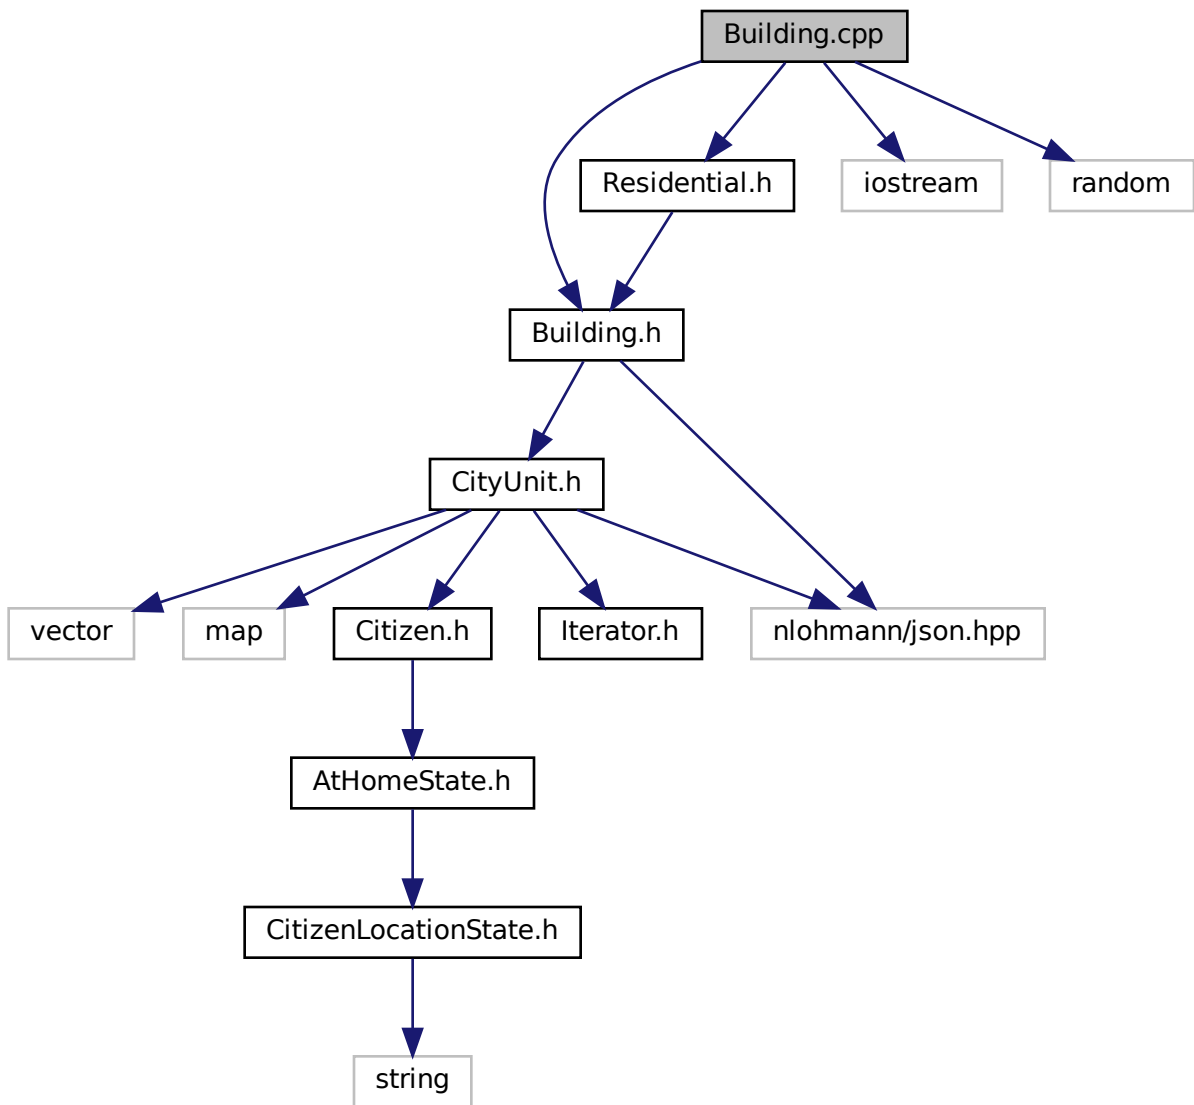 Building.cpp
Residential.h
iostream
random
Building.h
CityUnit.h
vector
map
Citizen.h
Iterator.h
nlohmann/json.hpp
AtHomeState.h
CitizenLocationState.h
string